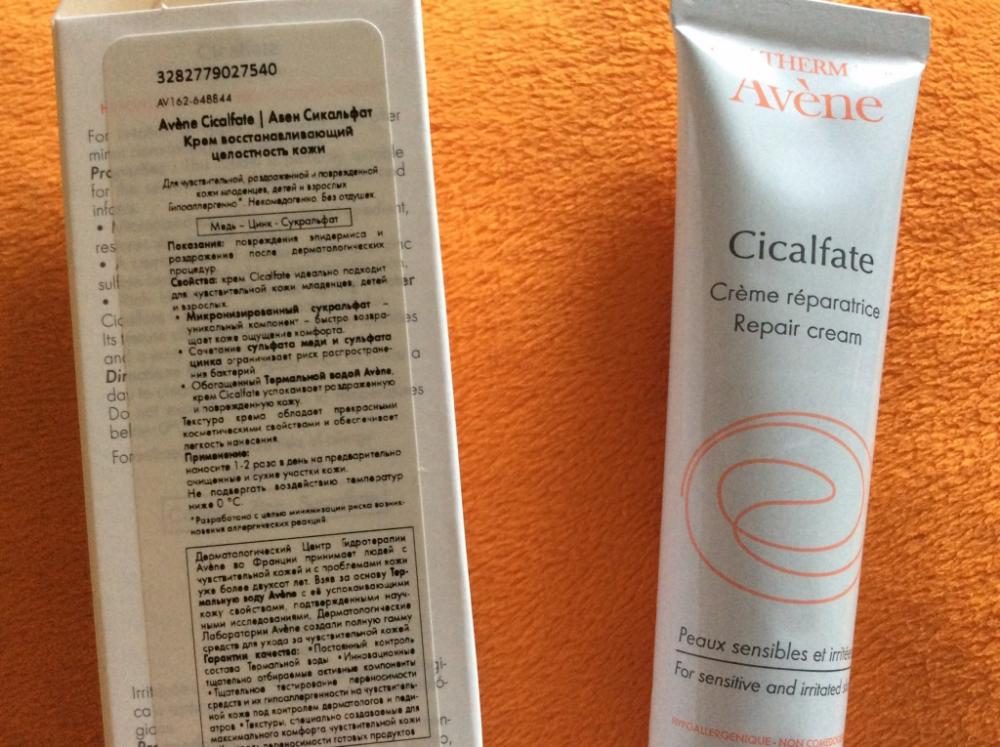 3282779027540
AV162-648844
Avène Cicalfate | Авен Сикальфат
Крем восстанавливающий
целостность кожи
Для чувствительной, раздраженной и поврежденной
кожи младенцев, детей и взрослых
Гипоаллергенно*. Некомедогенно. Без отдушек.
Медь – Цинк - Сукральфат
Показания: повреждения эпидермиса и
раздражение после дерматологических
процедур.
Свойства: крем Cicalfate идеально подходит
для чувствительной кожи младенцев, детей
и взрослых.
• Микронизированный сукральфат –
уникальный компонент – быстро возвра-
щает коже ощущение комфорта.
• Сочетание сульфата меди и сульфата
цинка ограничивает риск распростране-
ния бактерий.
• Обогащенный Термальной водой Avène,
крем Cicalfate успокаивает раздраженную
и поврежденную кожу.
Текстура крема обладает прекрасными
косметическими свойствами и обеспечивает
легкость нанесения.
Применение:
наносите 1-2 раза в день на предварительно
очищенные и сухие участки кожи.
Не подвергать воздействию температур
ниже 0 °C.
*Разработано с целью минимизации риска возник-
новения аллергических реакций.
Дерматологический Центр Гидротерапии
Avène во Франции принимает людей с
чувствительной кожей и с проблемами кожи
уже более двухсот лет. Взяв за основу Тер-
мальную воду Avène с её успокаивающими
кожу свойствами, подтвержденными науч-
ными исследованиями, Дерматологические
Лаборатории Avène создали полную гамму
средств для ухода за чувствительной кожей.
Гарантии качества: •Постоянный контроль
состава Термальной воды •Инновационные
тщательно отбираемые активные компоненты
•Тщательное тестирование переносимости
средств и их гипоаллергенности на чувствитель-
ной коже под контролем дерматологов и педи-
атров •Текстуры, специально создаваемые для
максимального комфорта чувствительной кожи
переносимости готовых продуктов
THERM
Avène
Cicalfate
Crème réparatrice
Repair cream
Peaux sensibles et
For sensitive and irritated
HYPOALLERGENIQUE - NON